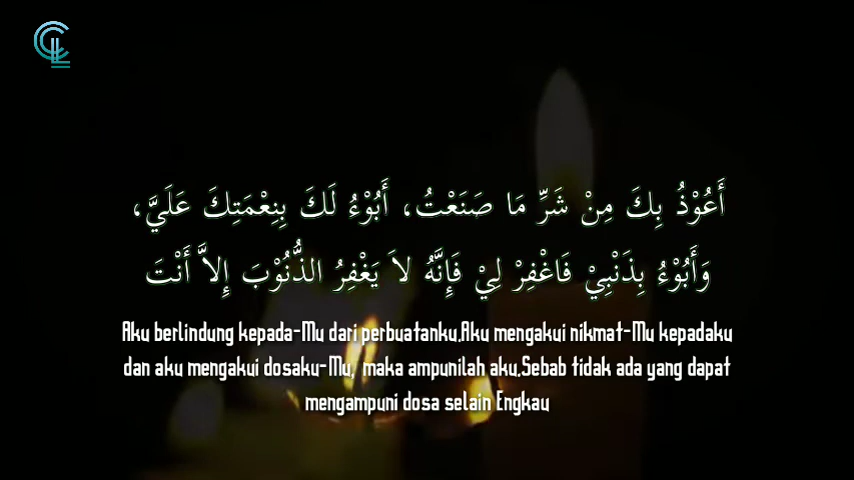 أَعُوْذُ بِكَ مِنْ شَرِّ مَا صَنَعْتُ، أَبُوْءُ لَكَ بِنِعْمَتِكَ عَلَيَّ،
وَأَبُوْءُ بِذَنْبِيْ فَاغْفِرْ لِيْ فَإِنَّهُ لاَ يَغْفِرُ الذُّنُوْبَ إِلاَّ أَنْتَ
Aku berlindung kepada-Mu dari perbuatanku.Aku mengakui nikmat-Mu kepadaku
dan aku mengakui dosaku-Mu, maka ampunilah aku.Sebab tidak ada yang dapat
mengampuni dosa selain Engkau